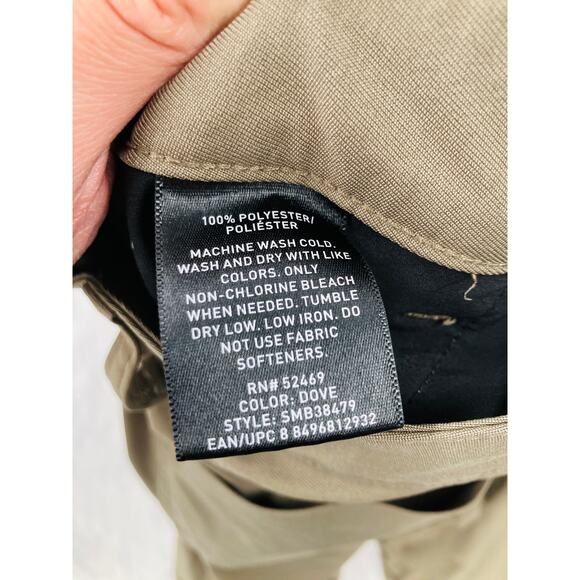 100% POLYESTER/
POLIÉSTER
MACHINE WASH COLD.
WASH AND DRY WITH LIKE
COLORS. ONLY
NON-CHLORINE BLEACH
WHEN NEEDED. TUMBLE
DRY LOW. LOW IRON. DO
NOT USE FABRIC
SOFTENERS.
RN# 52469
COLOR: DOVE
STYLE: SMB38479
EAN/UPC 8 8496812932